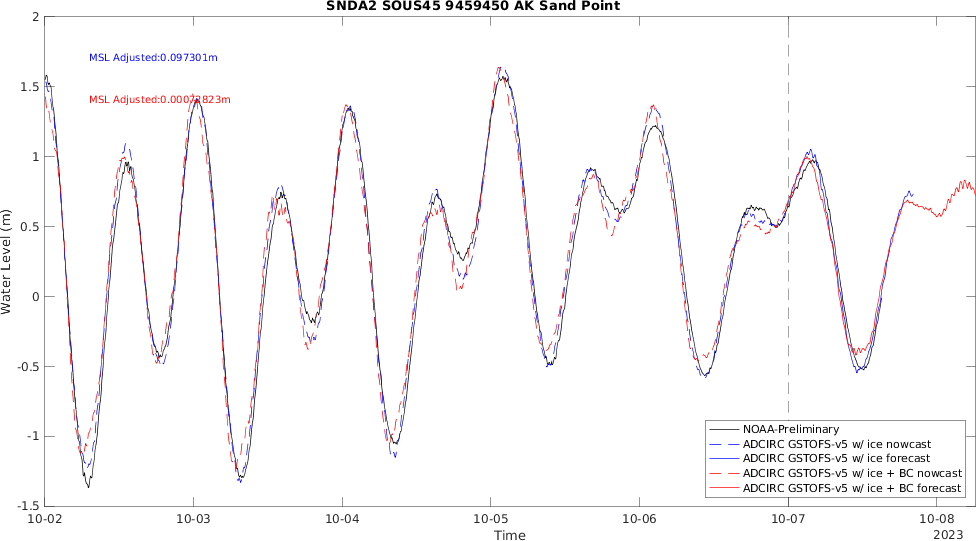 SNDA2 SOUS45 9459450 AK Sand Point
2
1.5
1
0.5
0
-0.5
-1
-1.5
Water Level (m)
MSL Adjusted:0.097301m
MSL Adjusted:0.00073823m
NOAA-Preliminary
ADCIRC GSTOFS-v5 w/ ice nowcast
ADCIRC GSTOFS-v5 w/ ice forecast
ADCIRC GSTOFS-v5 w/ ice + BC nowcast
ADCIRC GSTOFS-v5 w/ ice + BC forecast
10-02 10-03 10-04 10-05 10-06 10-07 10-08
Time 2023